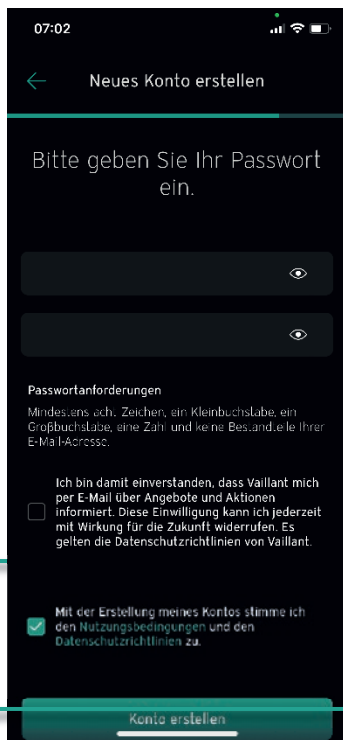 07:02
Neues Konto erstellen
Bitte geben Sie Ihr Passwort
ein.
Passwortanforderungen
Mindestens acht Zeichen, ein Kleinbuchstabe, ein
Großbuchstabe, eine Zahl und keine Bestandteile Ihrer
E-Mail-Adresse.
Ich bin damit einverstanden, dass Vaillant mich
per E-Mail über Angebote und Aktionen
informiert. Diese Einwilligung kann ich jederzeit
mit Wirkung für die Zukunft widerrufen. Es
gelten die Datenschutzrichtlinien von Vaillant.
Mit der Erstellung meines Kontos stimme ich
den Nutzungsbedingungen und den
Datenschutzrichtlinien zu.
Konto erstellen